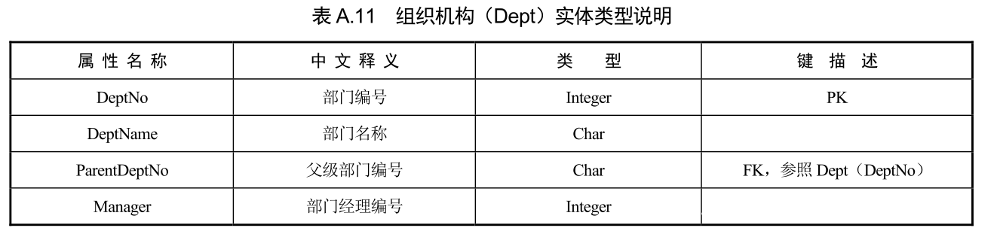 表 A.11 组织机构（Dept）实体类型说明
属 性 名 称 中 文 释 义 类 型 键 描 述
DeptNo 部门编号 Integer PK
DeptName 部门名称 Char
ParentDeptNo 父级部门编号 Char FK，参照 Dept（DeptNo）
Manager 部门经理编号 Integer